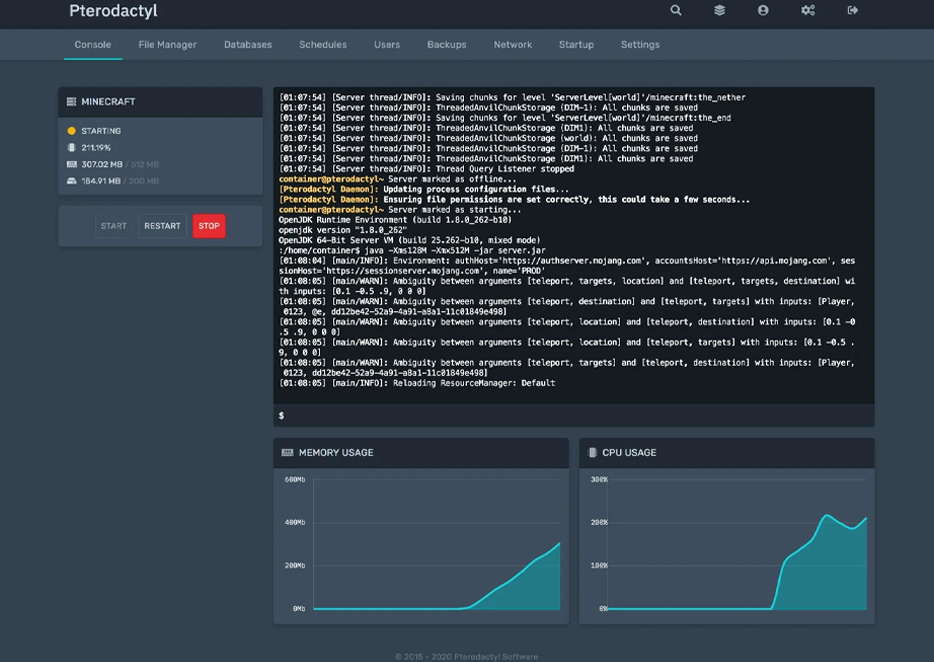 Pterodactyl
Console File Manager Databases Schedules Users Backups Network Startup Settings
MINECRAFT
STARTING
211.19%
307.02 MB / 512 MB
184.91 MB / 200 MB
START RESTART STOP
[01:07:54] [Server thread/INFO]: Saving chunks for level 'ServerLevel[world]'/minecraft:the_nether
[01:07:54] [Server thread/INFO]: ThreadedAnvilChunkStorage (DIM-1): All chunks are saved
[01:07:54] [Server thread/INFO]: Saving chunks for level 'ServerLevel[world]'/minecraft:the_end
[01:07:54] [Server thread/INFO]: ThreadedAnvilChunkStorage (DIM1): All chunks are saved
[01:07:54] [Server thread/INFO]: ThreadedAnvilChunkStorage (world): All chunks are saved
[01:07:54] [Server thread/INFO]: ThreadedAnvilChunkStorage (DIM-1): All chunks are saved
[01:07:54] [Server thread/INFO]: ThreadedAnvilChunkStorage (DIM1): All chunks are saved
[01:07:54] [Server thread/INFO]: Thread Query Listener stopped
container@pterodactyl~ Server marked as offline...
[Pterodactyl Daemon]: Updating process configuration files...
[Pterodactyl Daemon]: Ensuring file permissions are set correctly, this could take a few seconds...
container@pterodactyl~ Server marked as starting...
OpenJDK Runtime Environment (build 1.8.0_262-b10)
openjdk version "1.8.0_262"
OpenJDK 64-Bit Server VM (build 25.262-b10, mixed mode)
:/home/container$ java -Xms128M -Xmx512M -jar server.jar
[01:08:04] [main/INFO]: Environment: authHost='https://authserver.mojang.com', accountsHost='https://api.mojang.com', ses
sionHost='https://sessionserver.mojang.com', name='PROD'
[01:08:05] [main/WARN]: Ambiguity between arguments [teleport, targets, location] and [teleport, targets, destination] wi
th inputs: [0.1 -0.5 .9, 0 0 0]
[01:08:05] [main/WARN]: Ambiguity between arguments [teleport, destination] and [teleport, targets] with inputs: [Player,
0123, @e, dd12be42-52a9-4a91-a8a1-11c01849e498]
[01:08:05] [main/WARN]: Ambiguity between arguments [teleport, location] and [teleport, destination] with inputs: [0.1 -0
.5 .9, 0 0 0]
[01:08:05] [main/WARN]: Ambiguity between arguments [teleport, location] and [teleport, targets] with inputs: [0.1 -0.5 .
9, 0 0 0]
[01:08:05] [main/WARN]: Ambiguity between arguments [teleport, targets] and [teleport, destination] with inputs: [Player,
0123, dd12be42-52a9-4a91-a8a1-11c01849e498]
[01:08:05] [main/INFO]: Reloading ResourceManager: Default
$
MEMORY USAGE
600Mb
400Mb
200Mb
0Mb
CPU USAGE
300%
200%
100%
0%
© 2015 - 2020 Pterodactyl Software